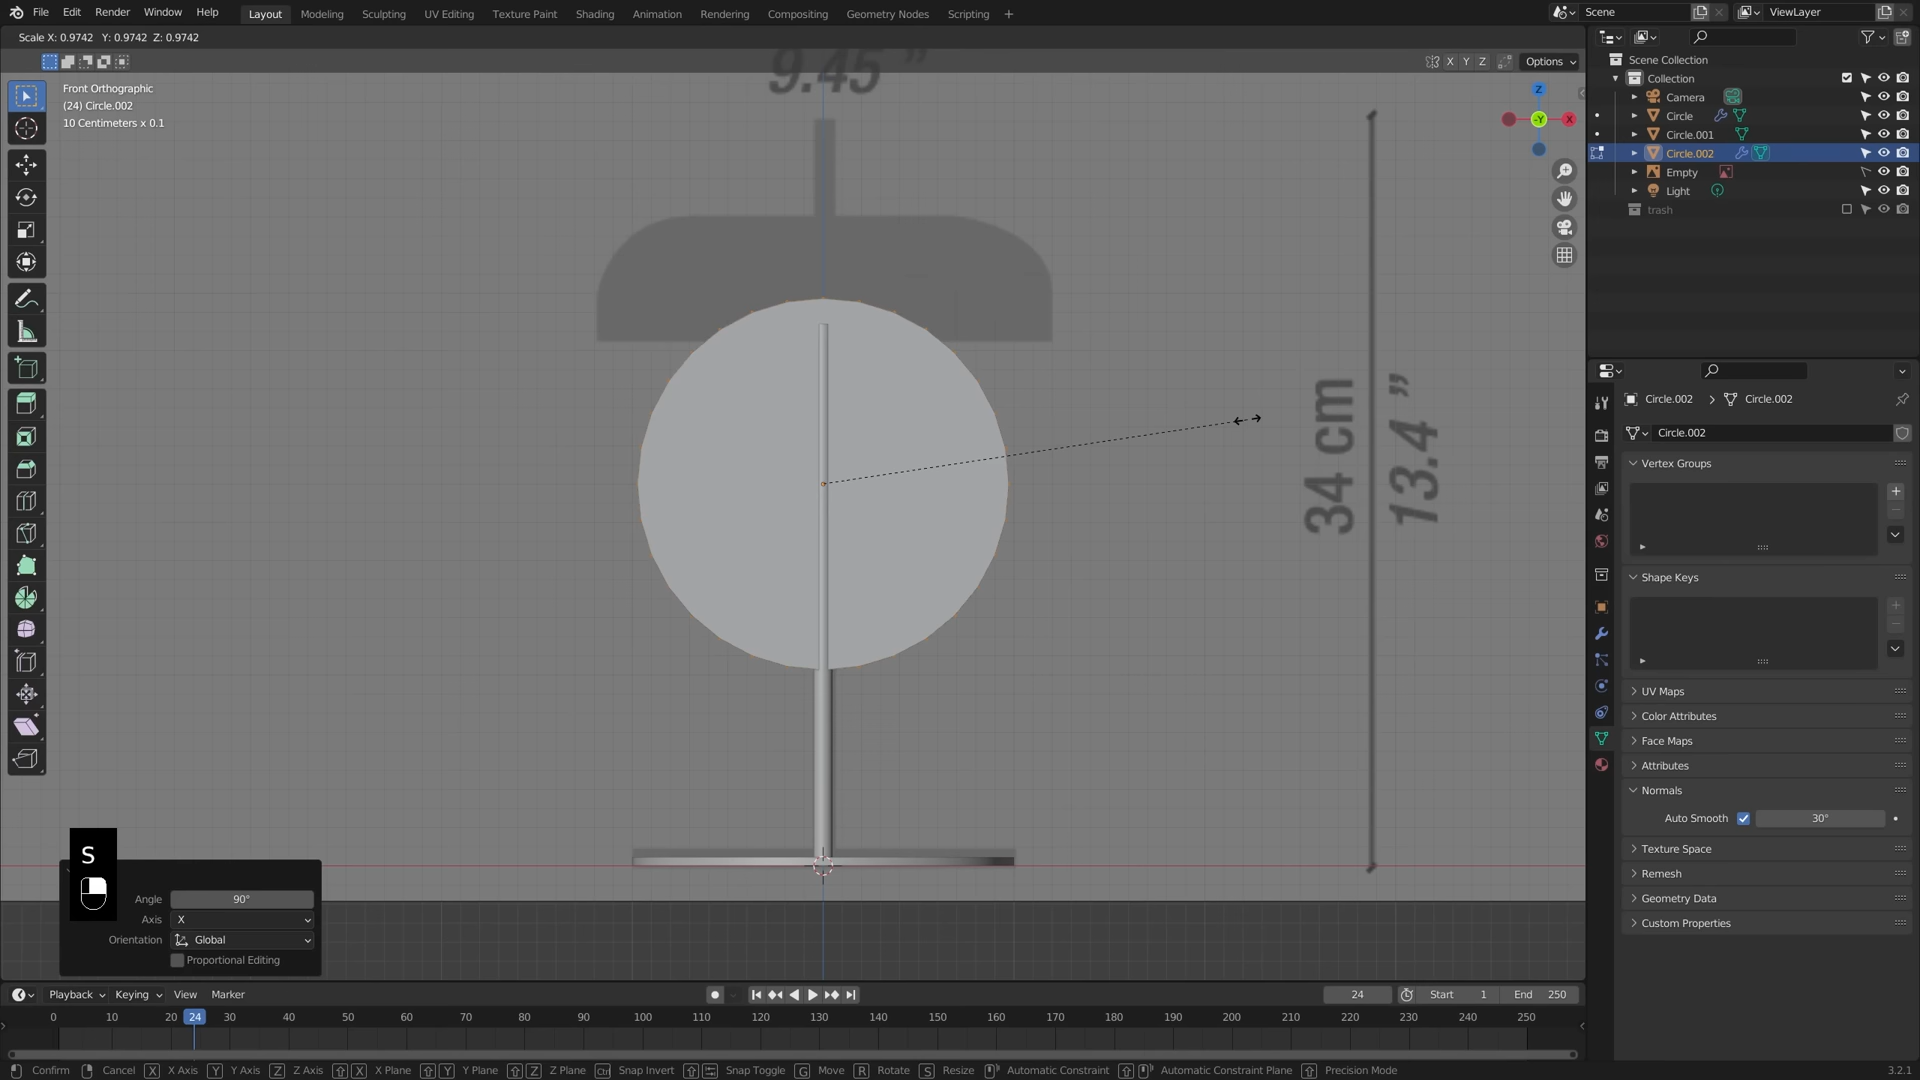 File Edit Render Window Help Layout Modeling Sculpting UV Editing Texture Paint Shading Animation Rendering Compositing Geometry Nodes Scripting + Scene ViewLayer
Scale X: 0.9742 Y: 0.9742 Z: 0.9742
X Y Z Options
Front Orthographic
(24) Circle.002
10 Centimeters x 0.1
9.45 "
34 cm
13.4 "
Z
-Y
X
Scene Collection
Collection
Camera
Circle
Circle.001
Circle.002
Empty
Light
trash
Circle.002 > Circle.002
Circle.002
Vertex Groups
Shape Keys
UV Maps
Color Attributes
Face Maps
Attributes
Normals
Auto Smooth 30°
Texture Space
Remesh
Geometry Data
Custom Properties
S
Angle 90°
Axis X
Orientation Global
Proportional Editing
Playback Keying View Marker 24 Start 1 End 250
0 10 20 24 30 40 50 60 70 80 90 100 110 120 130 140 150 160 170 180 190 200 210 220 230 240 250
Confirm Cancel X X Axis Y Y Axis Z Z Axis X X Plane Y Y Plane Z Z Plane Ctrl Snap Invert Snap Toggle G Move R Rotate S Resize Automatic Constraint Automatic Constraint Plane Precision Mode 3.2.1